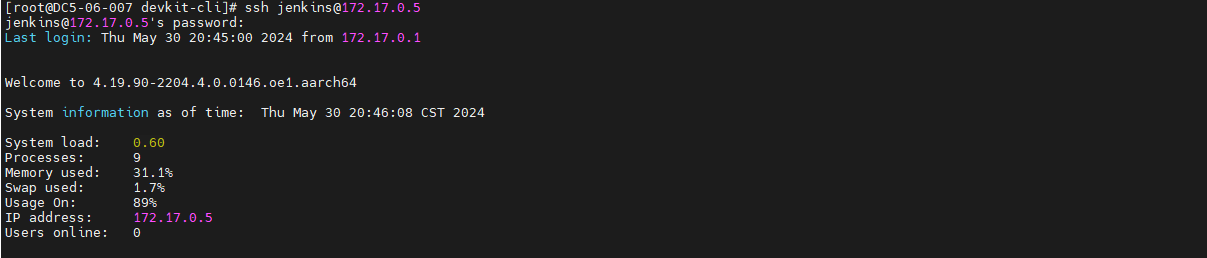 [root@DC5-06-007 devkit-cli]# ssh jenkins@172.17.0.5
jenkins@172.17.0.5's password:
Last login: Thu May 30 20:45:00 2024 from 172.17.0.1
Welcome to 4.19.90-2204.4.0.0146.oe1.aarch64
System information as of time:  Thu May 30 20:46:08 CST 2024
System load:    0.60
Processes:      9
Memory used:    31.1%
Swap used:      1.7%
Usage On:       89%
IP address:     172.17.0.5
Users online:   0